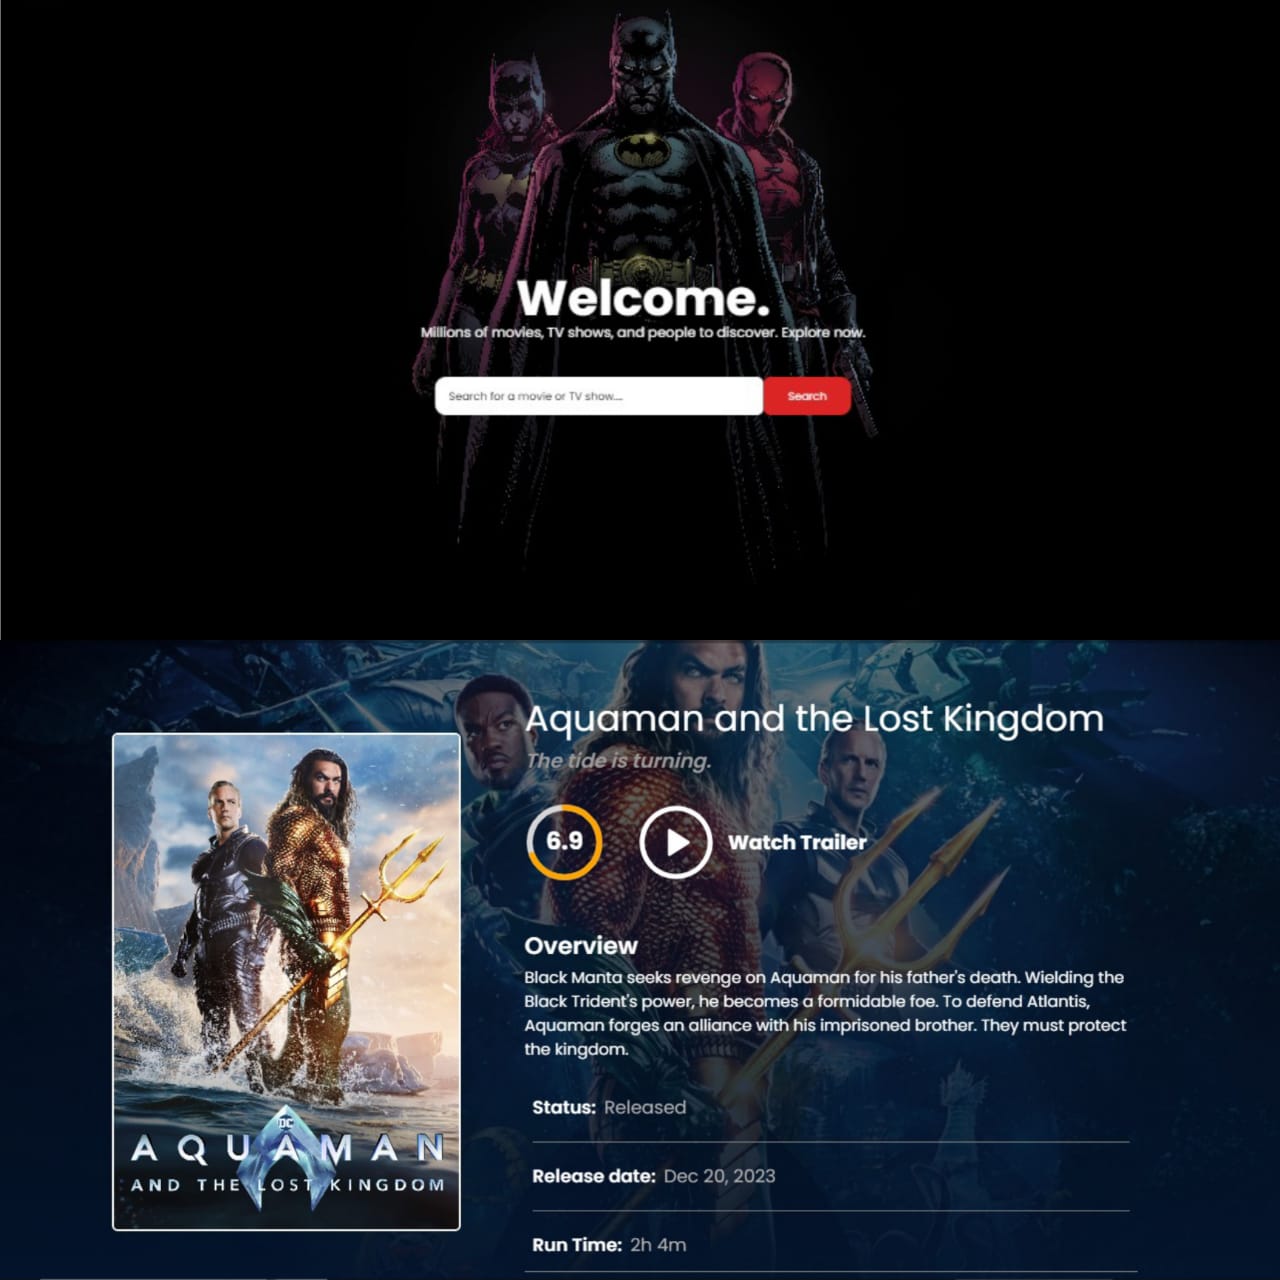 Welcome.
Millions of movies, TV shows, and people to discover. Explore now.
Search for a movie or TV show....
Search
Aquaman and the Lost Kingdom
The tide is turning.
6.9
Watch Trailer
Overview
Black Manta seeks revenge on Aquaman for his father's death. Wielding the
Black Trident's power, he becomes a formidable foe. To defend Atlantis,
Aquaman forges an alliance with his imprisoned brother. They must protect
the kingdom.
Status: Released
Release date: Dec 20, 2023
Run Time: 2h 4m
DC
AQUAMAN
AND THE LOST KINGDOM